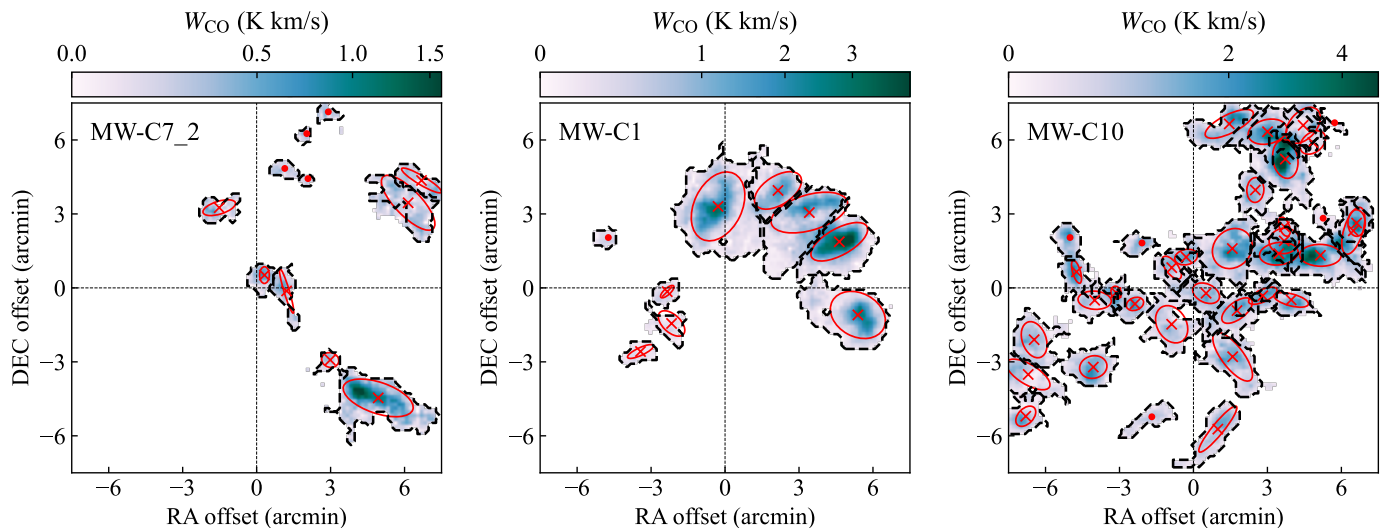 W_CO (K km/s)
0.0 0.5 1.0 1.5
MW-C7_2
6
3
0
−3
−6
DEC offset (arcmin)
−6 −3 0 3 6
RA offset (arcmin)
W_CO (K km/s)
0 1 2 3
MW-C1
6
3
0
−3
−6
DEC offset (arcmin)
−6 −3 0 3 6
RA offset (arcmin)
W_CO (K km/s)
0 2 4
MW-C10
6
3
0
−3
−6
DEC offset (arcmin)
−6 −3 0 3 6
RA offset (arcmin)